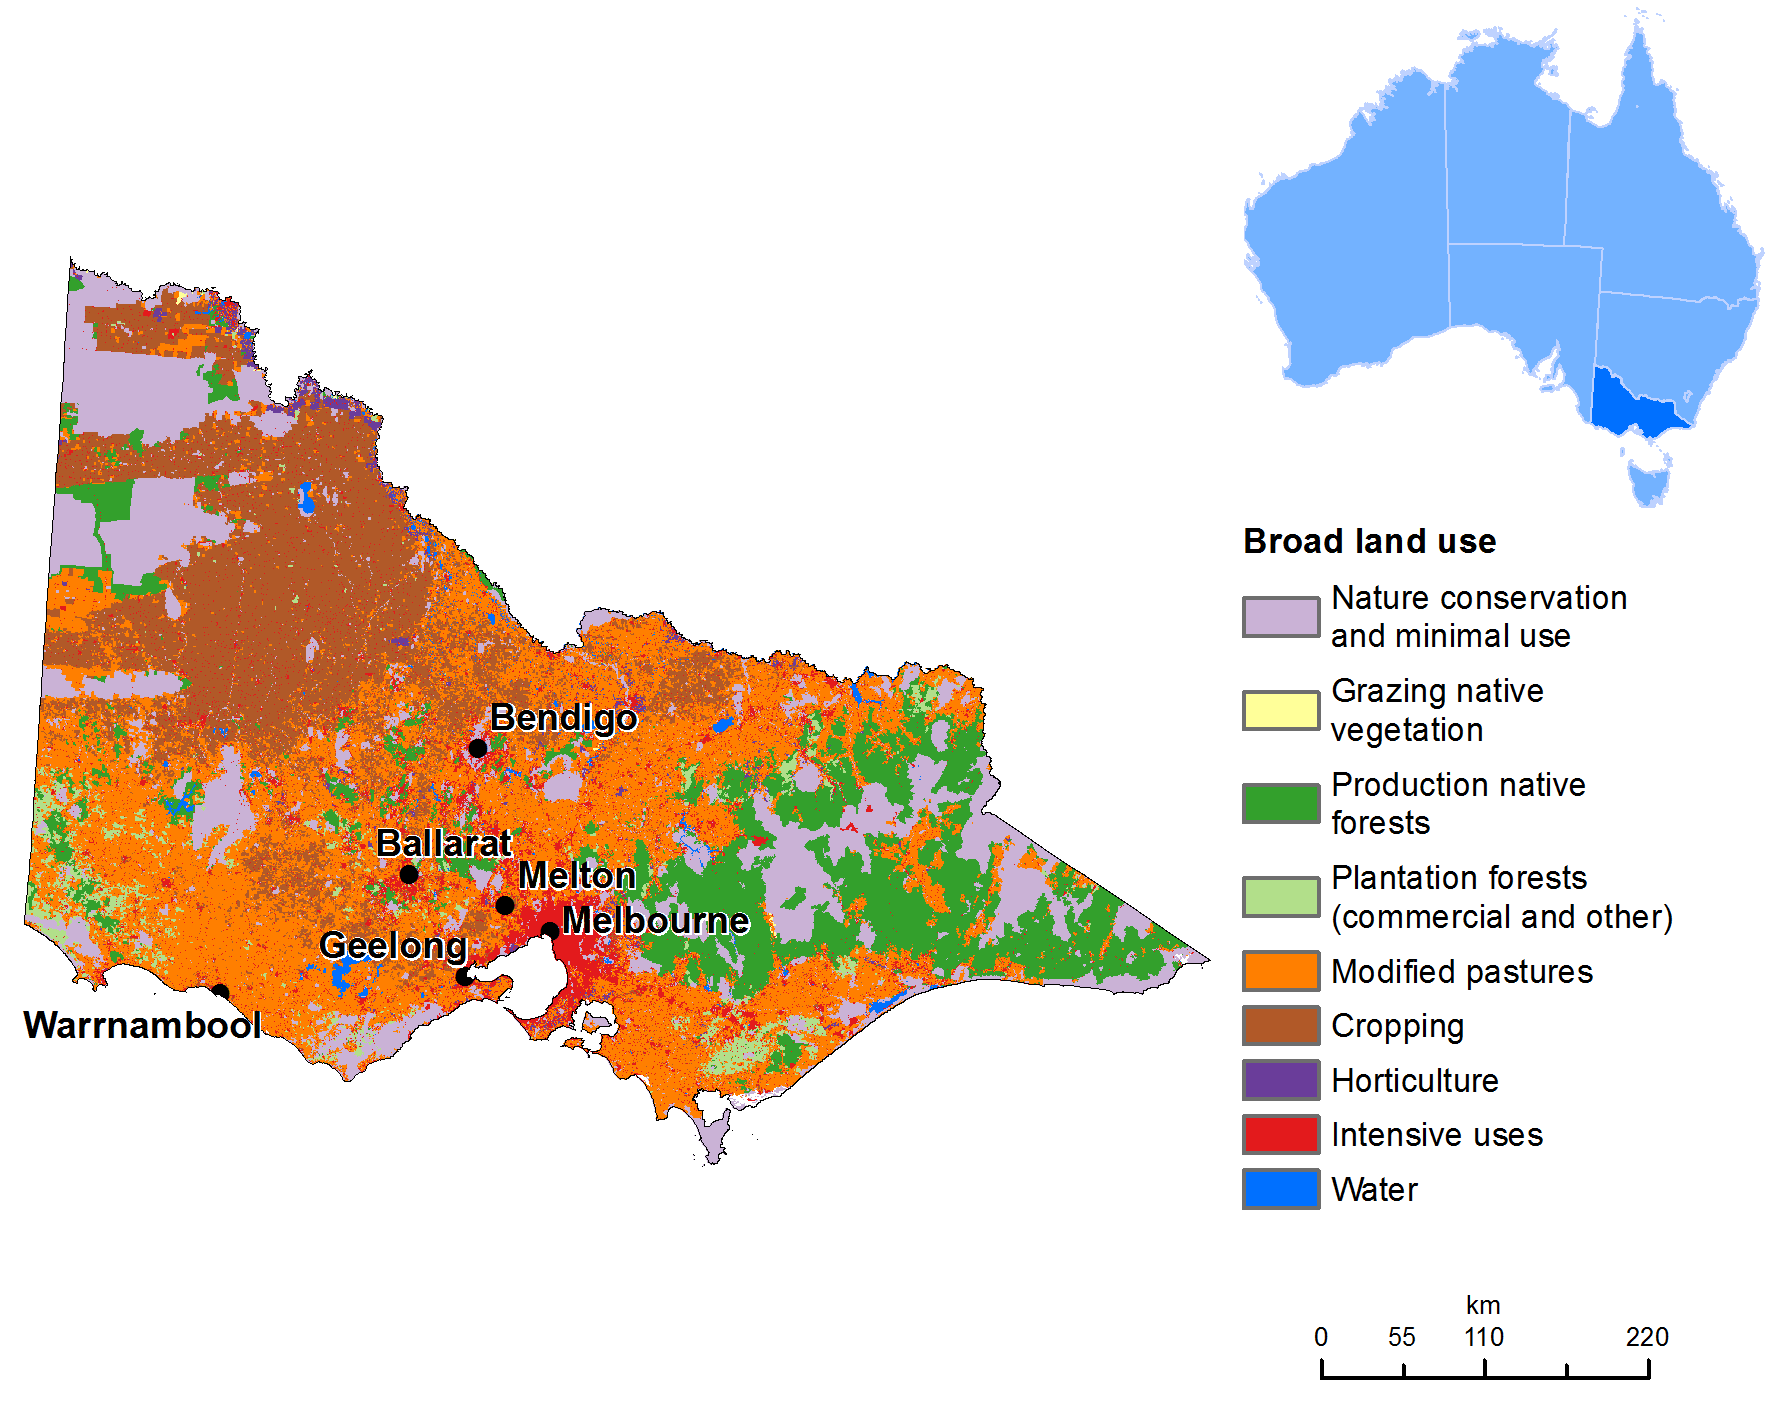 Bendigo
Ballarat
Melton
Melbourne
Geelong
Warrnambool
Broad land use
Nature conservation
and minimal use
Grazing native
vegetation
Production native
forests
Plantation forests
(commercial and other)
Modified pastures
Cropping
Horticulture
Intensive uses
Water
km
0 55 110 220